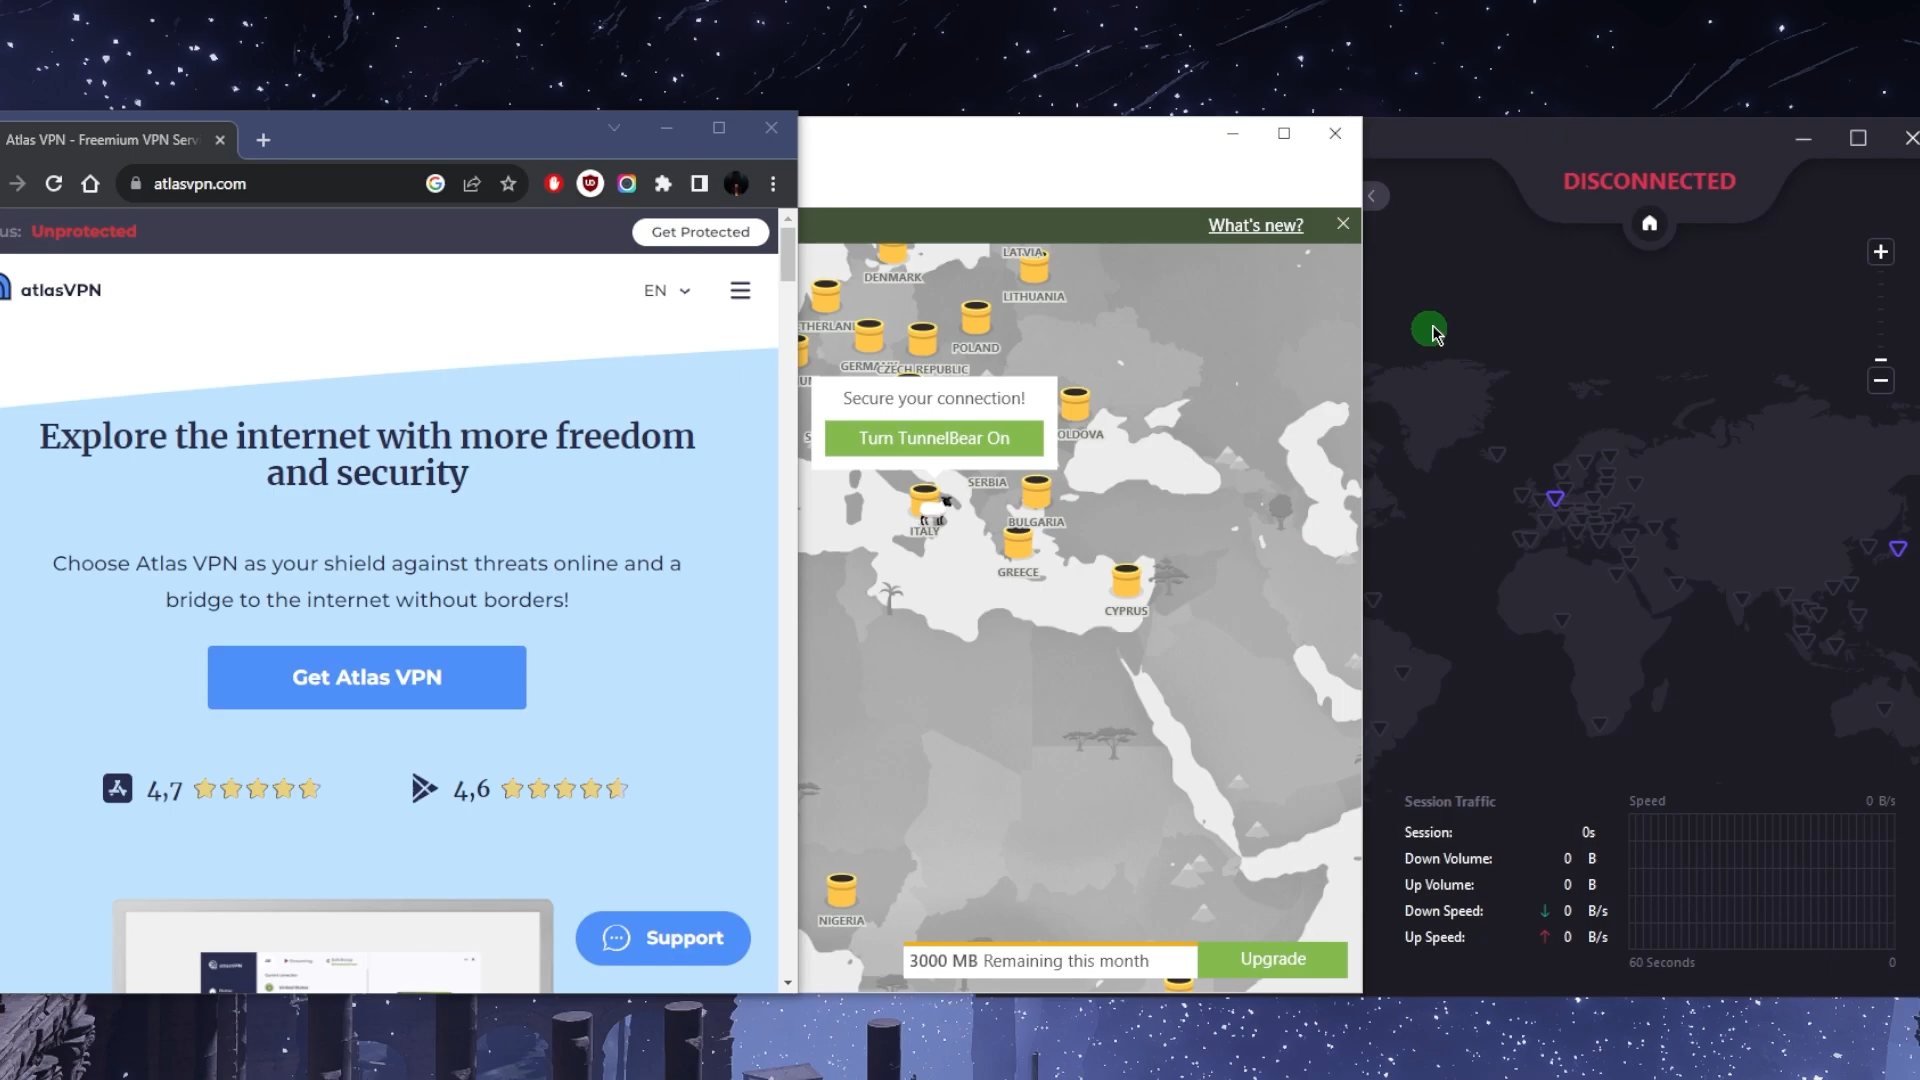 Atlas VPN - Freemium VPN Serv
atlasvpn.com
us: Unprotected
Get Protected
atlasVPN
EN
Explore the internet with more freedom
and security
Choose Atlas VPN as your shield against threats online and a
bridge to the internet without borders!
Get Atlas VPN
4,7
4,6
Support
What's new?
LATVIA
DENMARK
LITHUANIA
THERLAN
POLAND
GERMA
CZECH REPUBLIC
Secure your connection!
OLDOVA
Turn TunnelBear On
SERBIA
BULGARIA
ITALY
GREECE
CYPRUS
NIGERIA
3000 MB Remaining this month
Upgrade
DISCONNECTED
Session Traffic
Session: 0s
Down Volume: 0 B
Up Volume: 0 B
Down Speed: ↓ 0 B/s
Up Speed: ↑ 0 B/s
Speed 0 B/s
60 Seconds 0